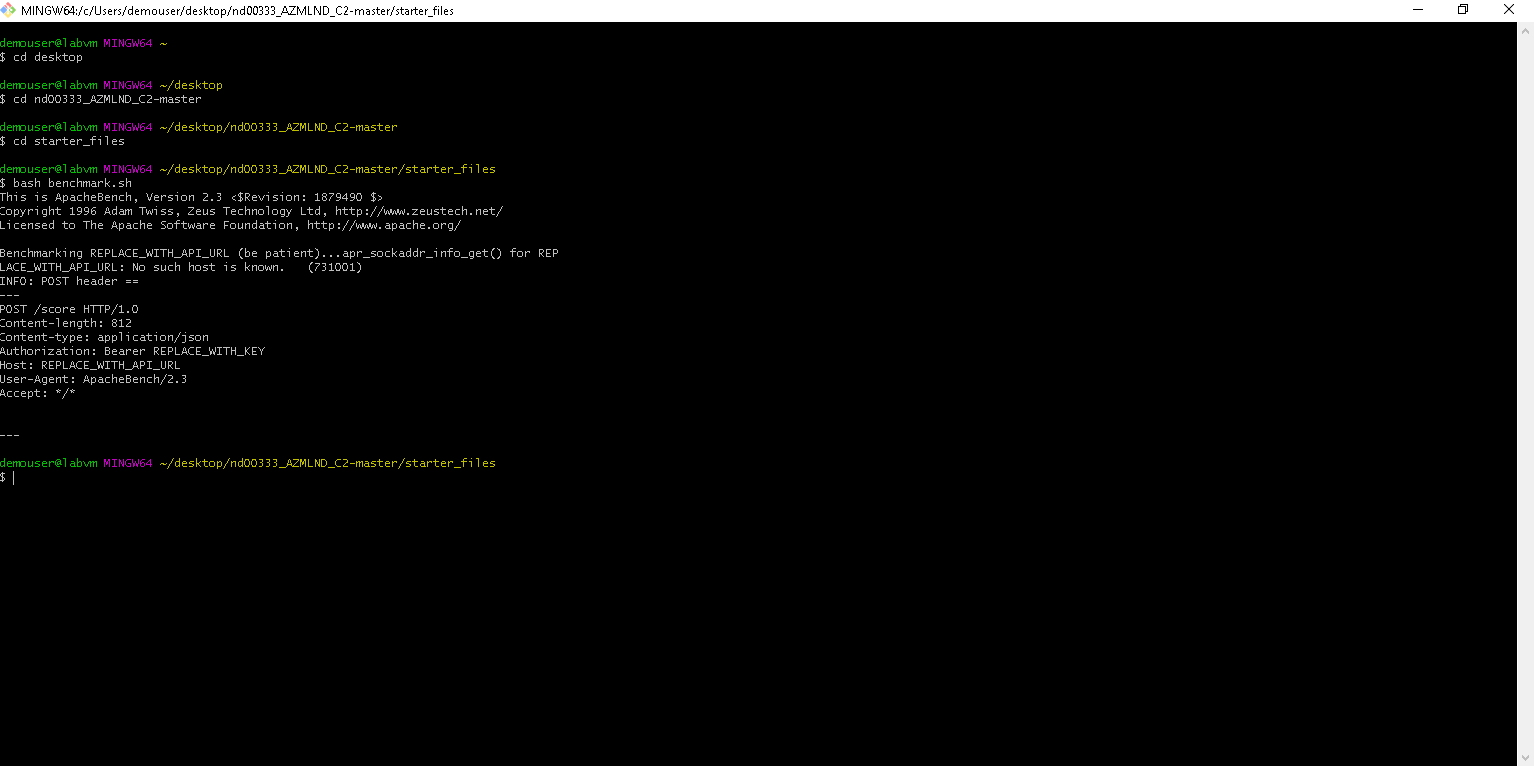 MINGW64:/c/Users/demouser/desktop/nd00333_AZMLND_C2-master/starter_files
demouser@labvm MINGW64 ~
$ cd desktop
demouser@labvm MINGW64 ~/desktop
$ cd nd00333_AZMLND_C2-master
demouser@labvm MINGW64 ~/desktop/nd00333_AZMLND_C2-master
$ cd starter_files
demouser@labvm MINGW64 ~/desktop/nd00333_AZMLND_C2-master/starter_files
$ bash benchmark.sh
This is ApacheBench, Version 2.3 <$Revision: 1879490 $>
Copyright 1996 Adam Twiss, Zeus Technology Ltd, http://www.zeustech.net/
Licensed to The Apache Software Foundation, http://www.apache.org/
Benchmarking REPLACE_WITH_API_URL (be patient)...apr_sockaddr_info_get() for REP
LACE_WITH_API_URL: No such host is known.   (731001)
INFO: POST header ==
---
POST /score HTTP/1.0
Content-length: 812
Content-type: application/json
Authorization: Bearer REPLACE_WITH_KEY
Host: REPLACE_WITH_API_URL
User-Agent: ApacheBench/2.3
Accept: */*
---
demouser@labvm MINGW64 ~/desktop/nd00333_AZMLND_C2-master/starter_files
$